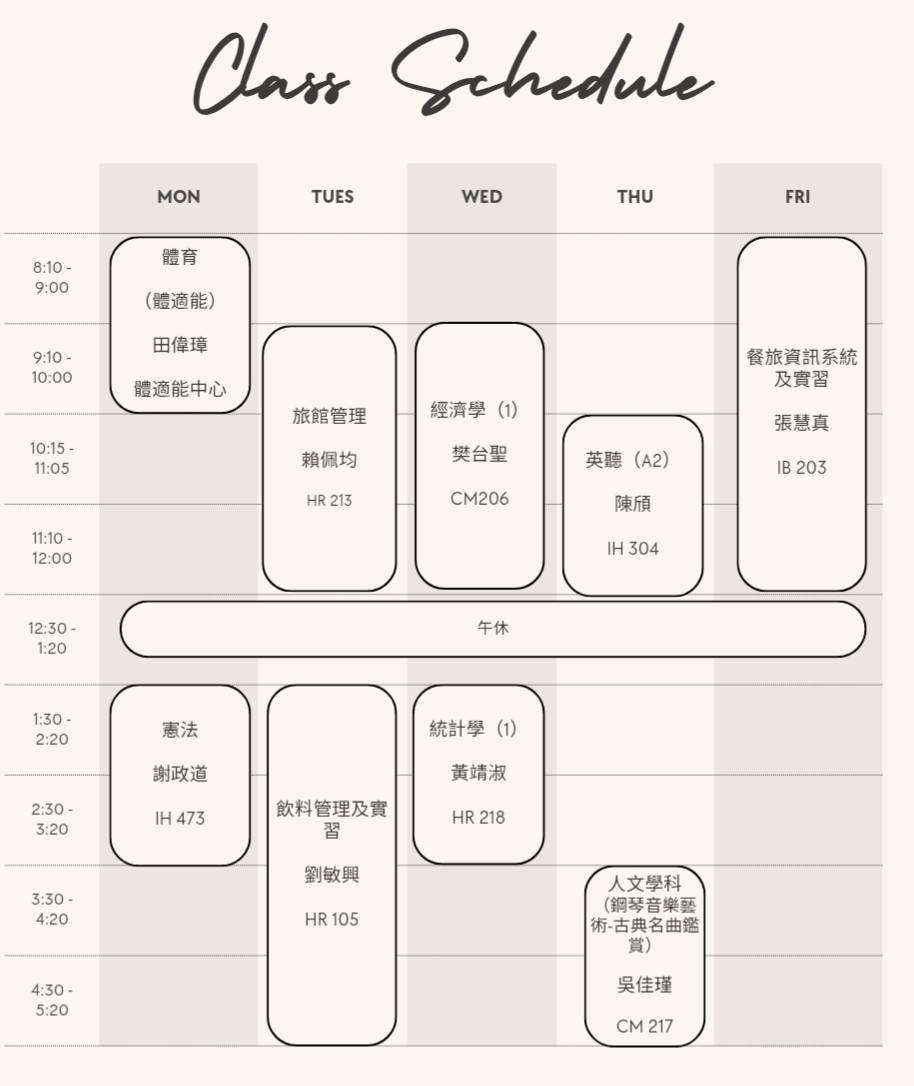 Class Schedule
MON
TUES
WED
THU
FRI
8:10 -
9:00
9:10 -
10:00
10:15 -
11:05
11:10 -
12:00
12:30 -
1:20
1:30 -
2:20
2:30 -
3:20
3:30 -
4:20
4:30 -
5:20
體育
（體適能）
田偉璋
體適能中心
旅館管理
賴佩均
HR 213
經濟學（1）
樊台聖
CM206
英聽（A2）
陳頎
IH 304
餐旅資訊系統
及實習
張慧真
IB 203
午休
憲法
謝政道
IH 473
飲料管理及實
習
劉敏興
HR 105
統計學（1）
黃靖淑
HR 218
人文學科
（鋼琴音樂藝
術-古典名曲鑑
賞）
吳佳瑾
CM 217